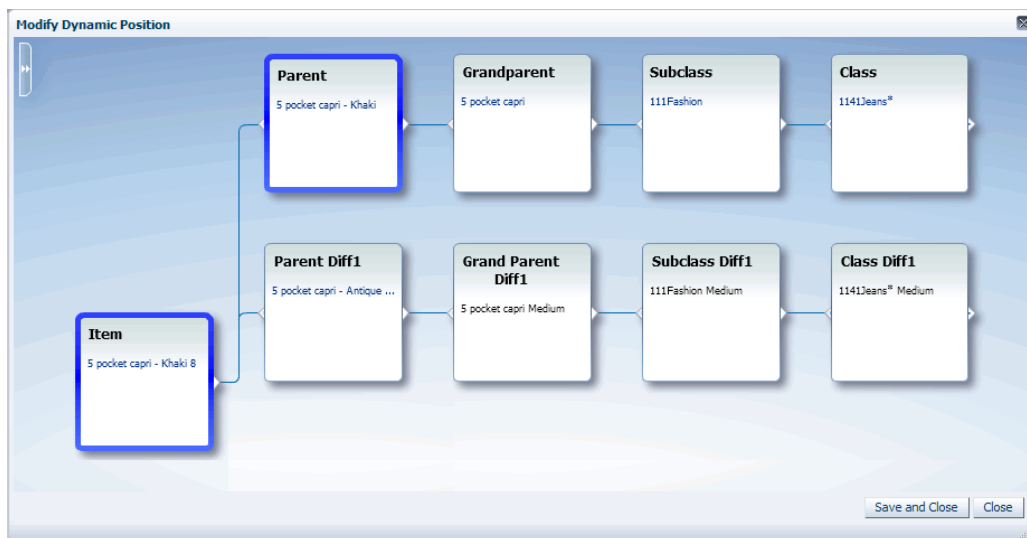 Modify Dynamic Position
Parent
5 pocket capri - Khaki
Grandparent
5 pocket capri
Subclass
111Fashion
Class
1141Jeans*
Parent Diff1
5 pocket capri - Antique ...
Grand Parent
Diff1
5 pocket capri Medium
Subclass Diff1
111Fashion Medium
Class Diff1
1141Jeans* Medium
Item
5 pocket capri - Khaki 8
Save and Close
Close